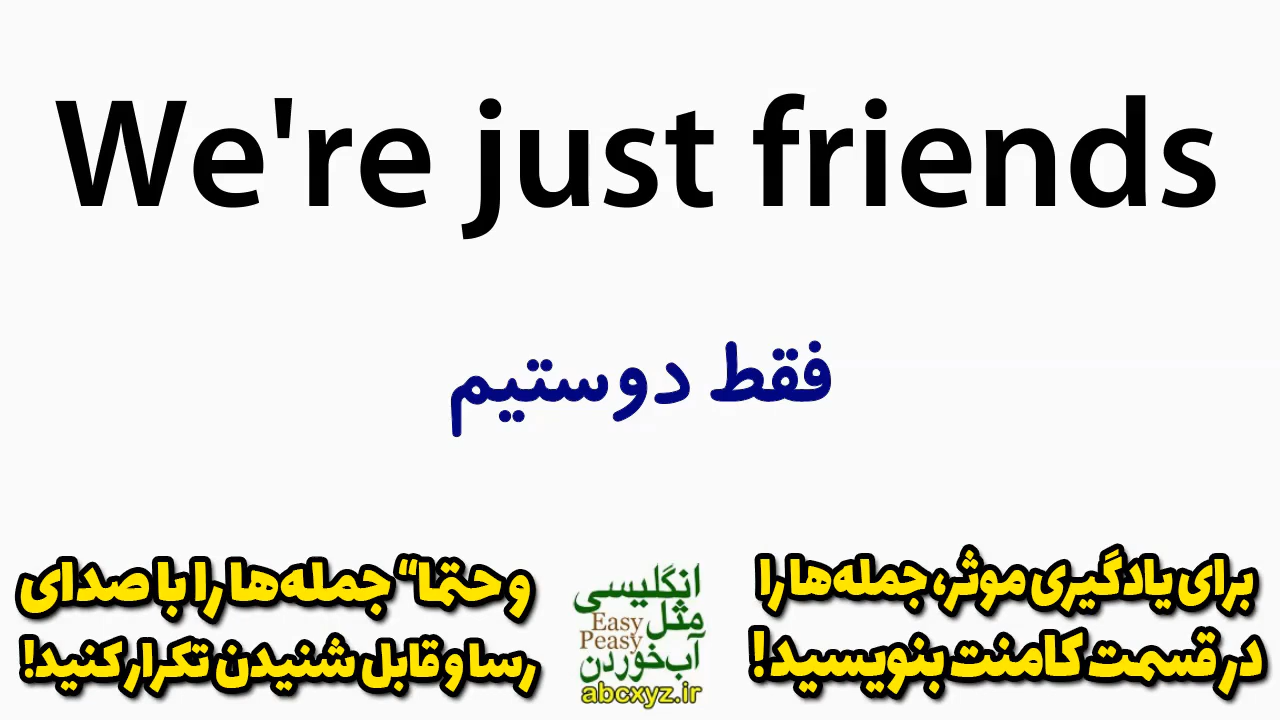 We're just friends
فقط دوستیم
برای یادگیری موثر، جمله‌ها را
در قسمت کامنت بنویسید!
و حتما“ جمله‌ها را با صدای
رسا و قابل شنیدن تکرار کنید!
انگلیسی
مثل
Easy
Peasy
آب‌خوردن
abcxyz.ir